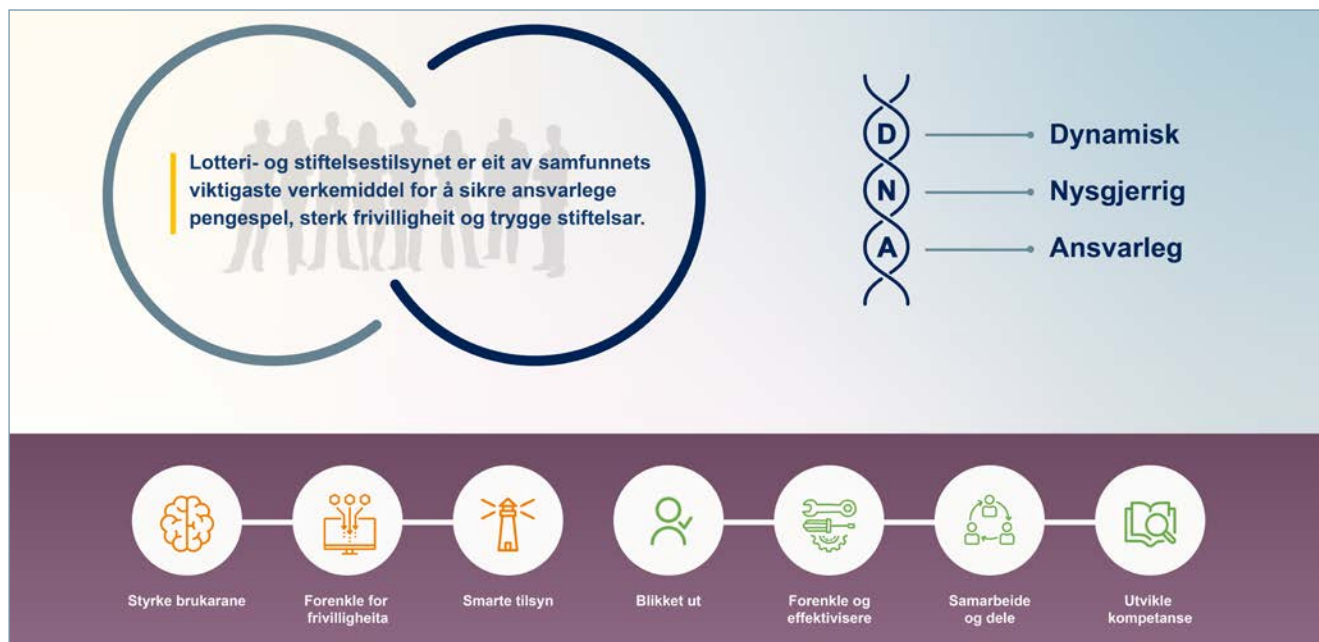 Lotteri- og stiftelsestilsynet er eit av samfunnets
viktigaste verkemiddel for å sikre ansvarlege
pengespel, sterk frivilligheit og trygge stiftelsar.
D Dynamisk
N Nysgjerrig
A Ansvarleg
Styrke brukarane
Forenkle for
frivilligheita
Smarte tilsyn
Blikket ut
Forenkle og
effektivisere
Samarbeide
og dele
Utvikle
kompetanse